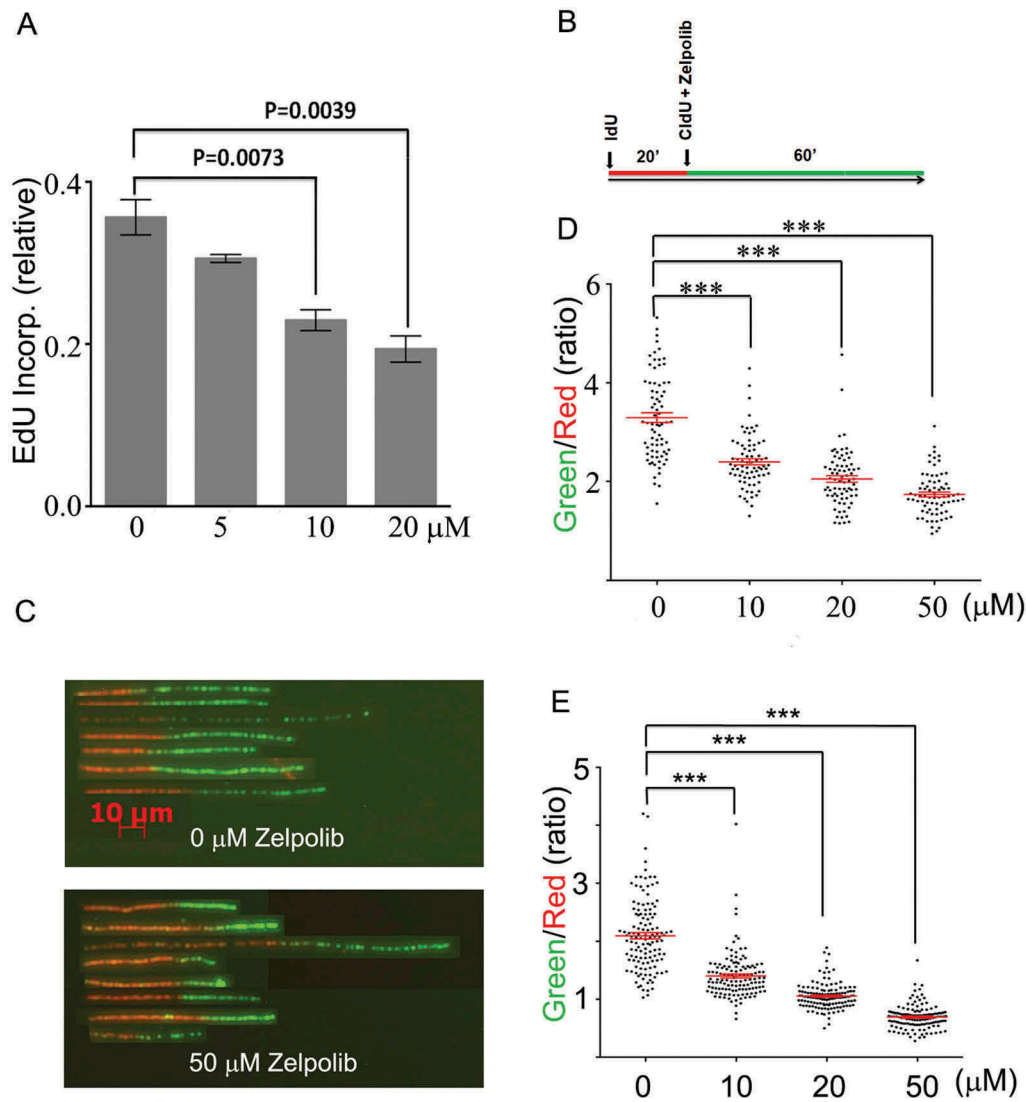 A
P=0.0039
P=0.0073
EdU Incorp. (relative)
0.4
0.2
0.0
0 5 10 20 μM
B
IdU
CldU + Zelpolib
20’
60’
D
***
***
***
Green/Red (ratio)
6
4
2
0 10 20 50 (μM)
C
10 μm
0 μM Zelpolib
50 μM Zelpolib
E
***
***
***
Green/Red (ratio)
5
3
1
0 10 20 50 (μM)